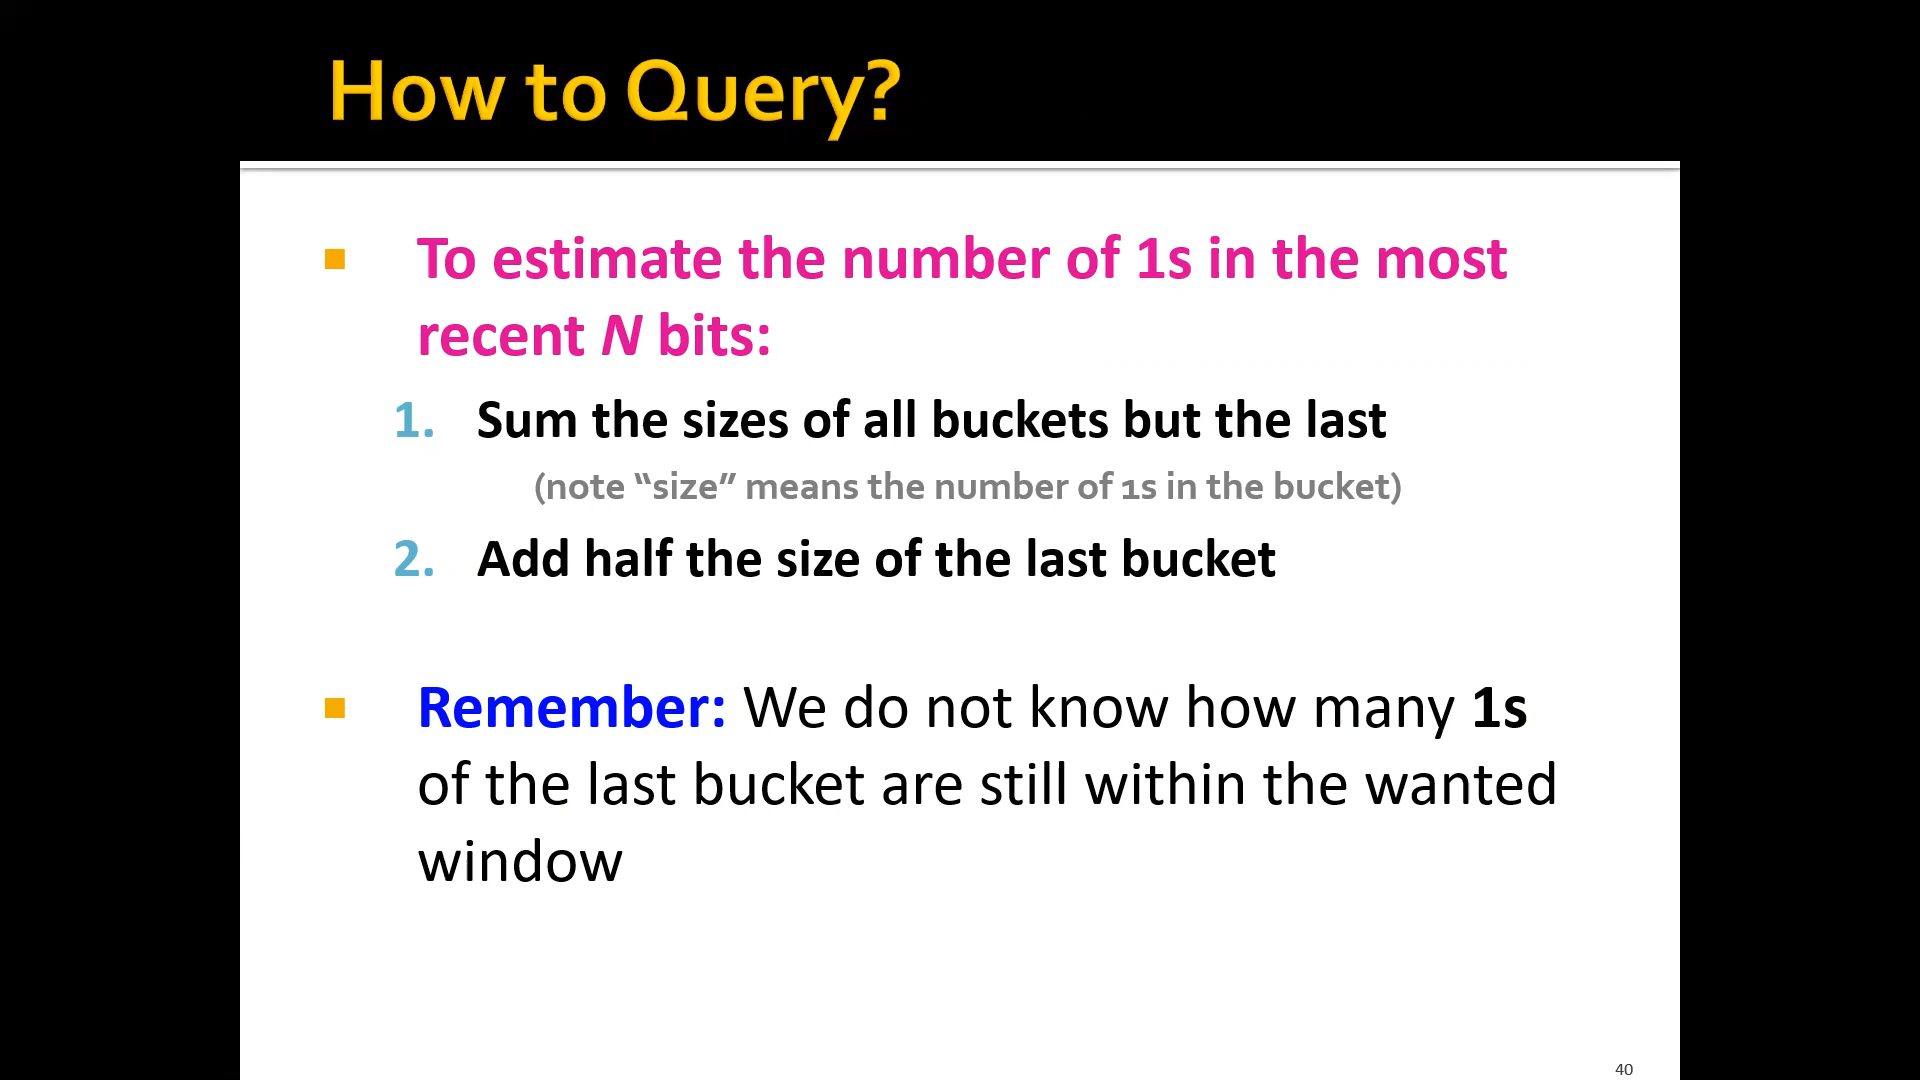 How to Query?
To estimate the number of 1s in the most
recent N bits:
1. Sum the sizes of all buckets but the last
(note “size” means the number of 1s in the bucket)
2. Add half the size of the last bucket
Remember: We do not know how many 1s
of the last bucket are still within the wanted
window
40